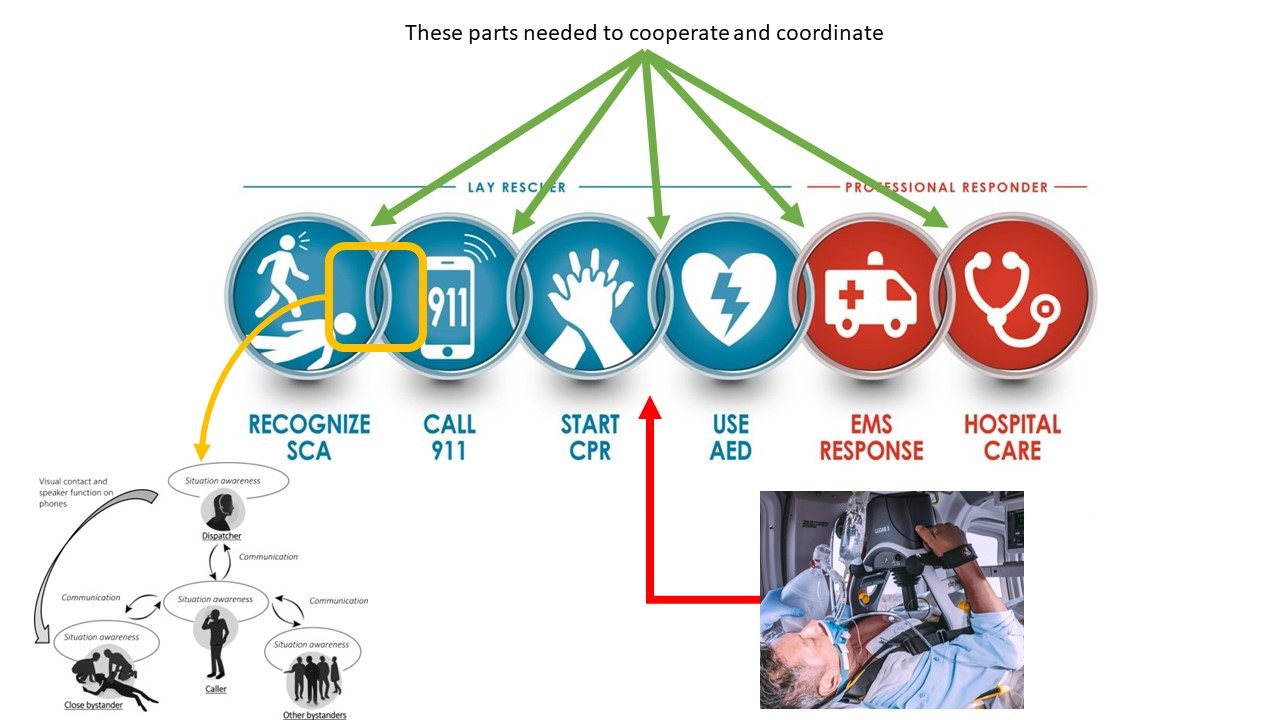 These parts needed to cooperate and coordinate
LAY RESCUER
PROFESSIONAL RESPONDER
911
RECOGNIZE
SCA
CALL
911
START
CPR
USE
AED
EMS
RESPONSE
HOSPITAL
CARE
Visual contact and
speaker function on
phones
Situation awareness
Dispatcher
Communication
Communication
Situation awareness
Communication
Situation awareness
Close bystander
Caller
Situation awareness
Other bystanders
LUCAS 3